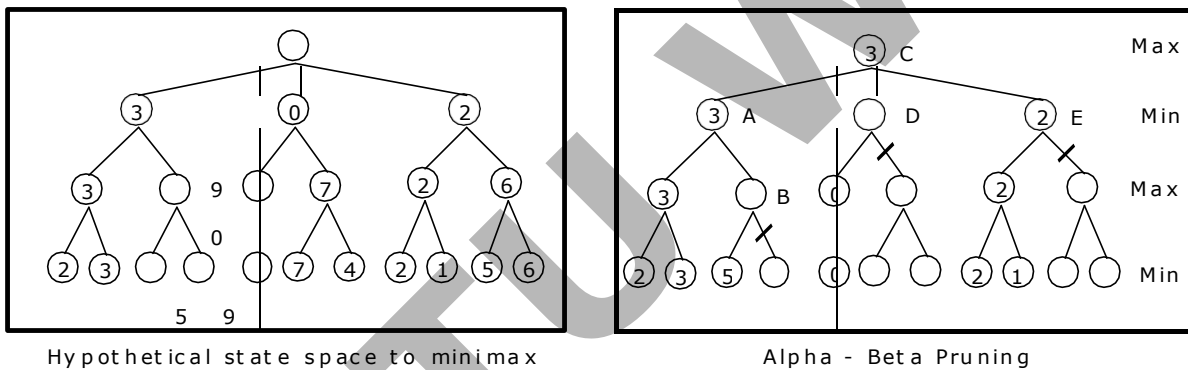 3 C Max
3 0 2 3 A D 2 E Min
3 9 7 2 6 3 B 0 2 Max
0
2 3 7 4 2 1 5 6 2 3 5 0 2 1 Min
5 9
Hypothetical state space to minimax Alpha - Beta Pruning
TU W